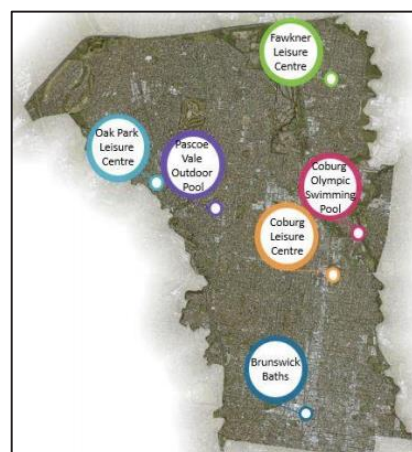 Fawkner
Leisure
Centre
Oak Park
Leisure
Centre
Pascoe
Vale
Outdoor
Pool
Coburg
Olympic
Swimming
Pool
Coburg
Leisure
Centre
Brunswick
Baths